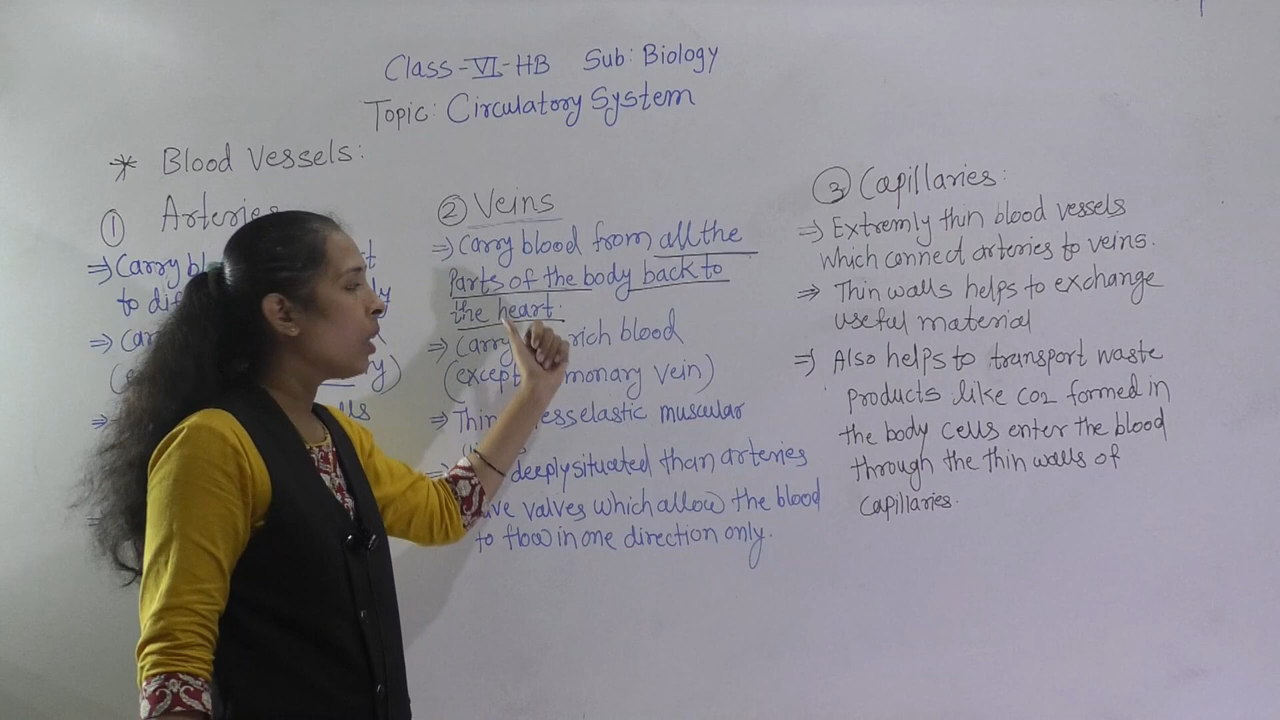 Class-VI-HB Sub: Biology
Topic: Circulatory System
* Blood Vessels:
① Arteries
⇒ Carry
to
⇒
⇒
② Veins
⇒ Carry blood from all the
Parts of the body back to
the heart.
⇒ Carry rich blood
(except monary vein)
⇒ Thin elastic muscular
deeply situated than arteries
valves which allow the blood
to flow in one direction only.
③ Capillaries:
⇒ Extremly thin blood vessels
which connect arteries to veins.
⇒ Thin walls helps to exchange
useful material
⇒ Also helps to transport waste
products like CO2 formed in
the body cells enter the blood
through the thin walls of
capillaries.